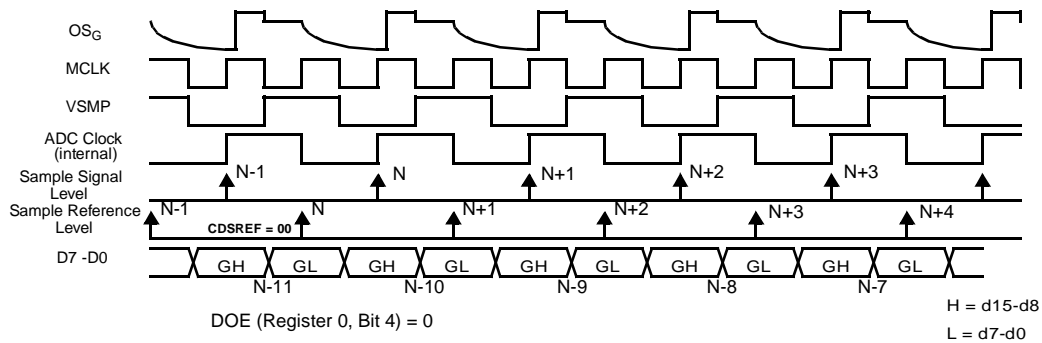 OSG
MCLK
VSMP
ADC Clock
(internal)
N-1 N N+1 N+2 N+3
Sample Signal
Level
Sample Reference
Level
N-1 N N+1 N+2 N+3 N+4
CDSREF = 00
D7 -D0
GH GL GH GL GH GL GH GL GH GL
N-11 N-10 N-9 N-8 N-7
DOE (Register 0, Bit 4) = 0
H = d15-d8
L = d7-d0